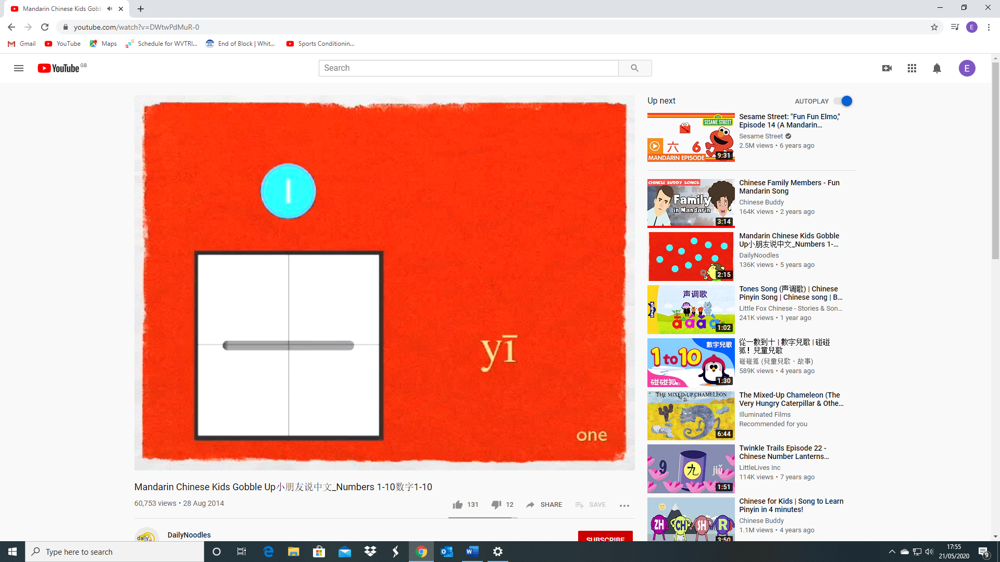 Mandarin Chinese Kids Gobb
youtube.com/watch?v=DWtwPdMuR-0
E
Gmail
YouTube
Maps
Schedule for WVTRI...
End of Block | Whit...
Sports Conditionin...
YouTube GB
Search
E
1
yī
one
Mandarin Chinese Kids Gobble Up小朋友说中文_Numbers 1-10数字1-10
60,753 views • 28 Aug 2014
131
12
SHARE
SAVE
daily
DailyNoodles
SUBSCRIBE
Up next
AUTOPLAY
SESAME STREET
六 6
MANDARIN EPISODE
9:31
Sesame Street: "Fun Fun Elmo,"
Episode 14 (A Mandarin...
Sesame Street
2.5M views • 6 years ago
CHINESE BUDDY SONGS
Family
in Mandarin
3:14
Chinese Family Members - Fun
Mandarin Song
Chinese Buddy
164K views • 2 years ago
2:15
Mandarin Chinese Kids Gobble
Up小朋友说中文_Numbers 1-...
DailyNoodles
136K views • 5 years ago
声调歌
ā á ǎ à
1:02
Tones Song (声调歌) | Chinese
Pinyin Song | Chinese song | B...
Little Fox Chinese - Stories & Son...
241K views • 1 year ago
數字兒歌
1 to 10
碰碰狐
1:30
從一數到十 | 數字兒歌 | 碰碰
狐！兒童兒歌
碰碰狐 (兒童兒歌・故事)
589K views • 4 years ago
THE MIXED-UP CHAMELEON
6:44
The Mixed-Up Chameleon (The
Very Hungry Caterpillar & Othe...
Illuminated Films
Recommended for you
9 九 jiǔ
1:51
Twinkle Trails Episode 22 -
Chinese Number Lanterns...
LittleLives Inc
114K views • 7 years ago
ZH CH SH R
3:50
Chinese for Kids | Song to Learn
Pinyin in 4 minutes!
Chinese Buddy
1.1M views • 4 years ago
Type here to search
17:55
21/05/2020
9